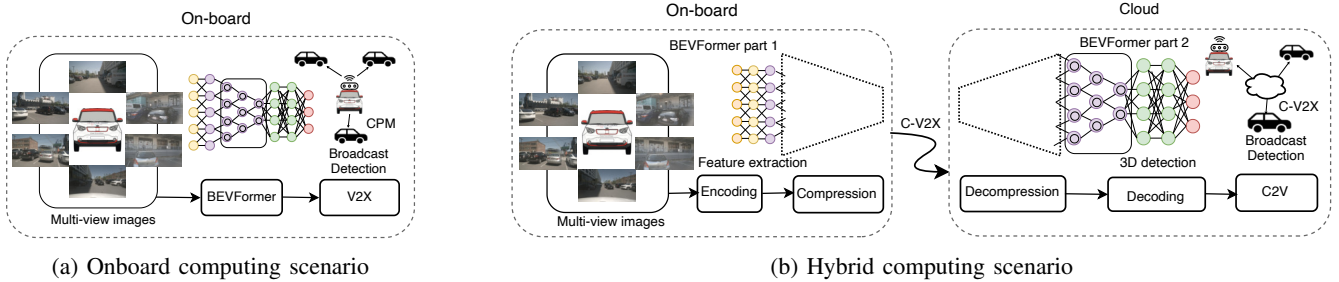 On-board
CPM
Broadcast
Detection
BEVFormer
V2X
Multi-view images
(a) Onboard computing scenario
On-board
BEVFormer part 1
Feature extraction
Encoding
Compression
Multi-view images
C-V2X
Cloud
BEVFormer part 2
C-V2X
Broadcast
Detection
3D detection
Decompression
Decoding
C2V
(b) Hybrid computing scenario